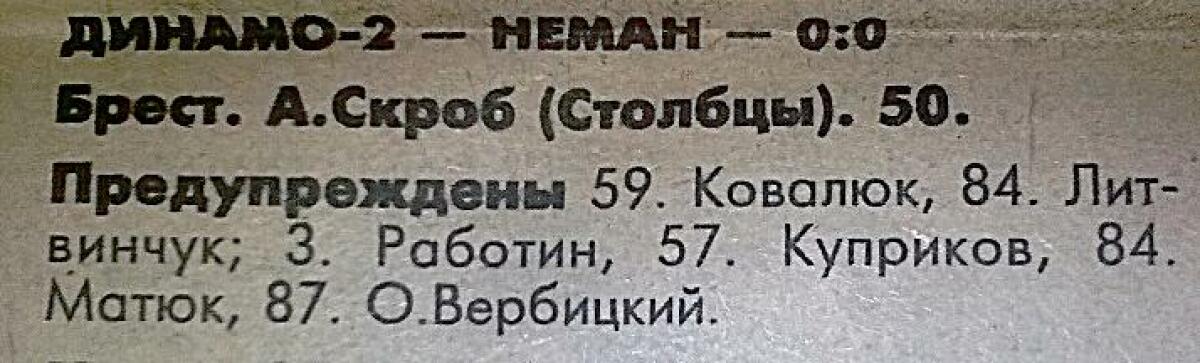 ДИНАМО-2 — НЕМАН — 0:0
Брест. А.Скроб (Столбцы). 50.
Предупреждены 59. Ковалюк, 84. Лит-
винчук; 3. Работин, 57. Куприков, 84.
Матюк, 87. О.Вербицкий.